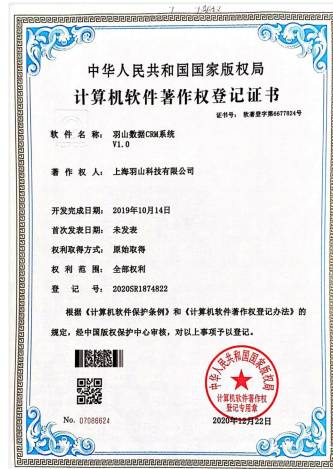 中华人民共和国国家版权局
计算机软件著作权登记证书
证书号： 软著登字第6677824号
软 件 名 称： 羽山数据CRM系统
V1.0
著 作 权 人： 上海羽山科技有限公司
开发完成日期： 2019年10月14日
首次发表日期： 未发表
权利取得方式： 原始取得
权 利 范 围： 全部权利
登 记 号： 2020SR1874822
根据《计算机软件保护条例》和《计算机软件著作权登记办法》的
规定，经中国版权保护中心审核，对以上事项予以登记。
中华人民共和国国家版权局
计算机软件著作权
登记专用章
No. 07086624
2020年12月22日